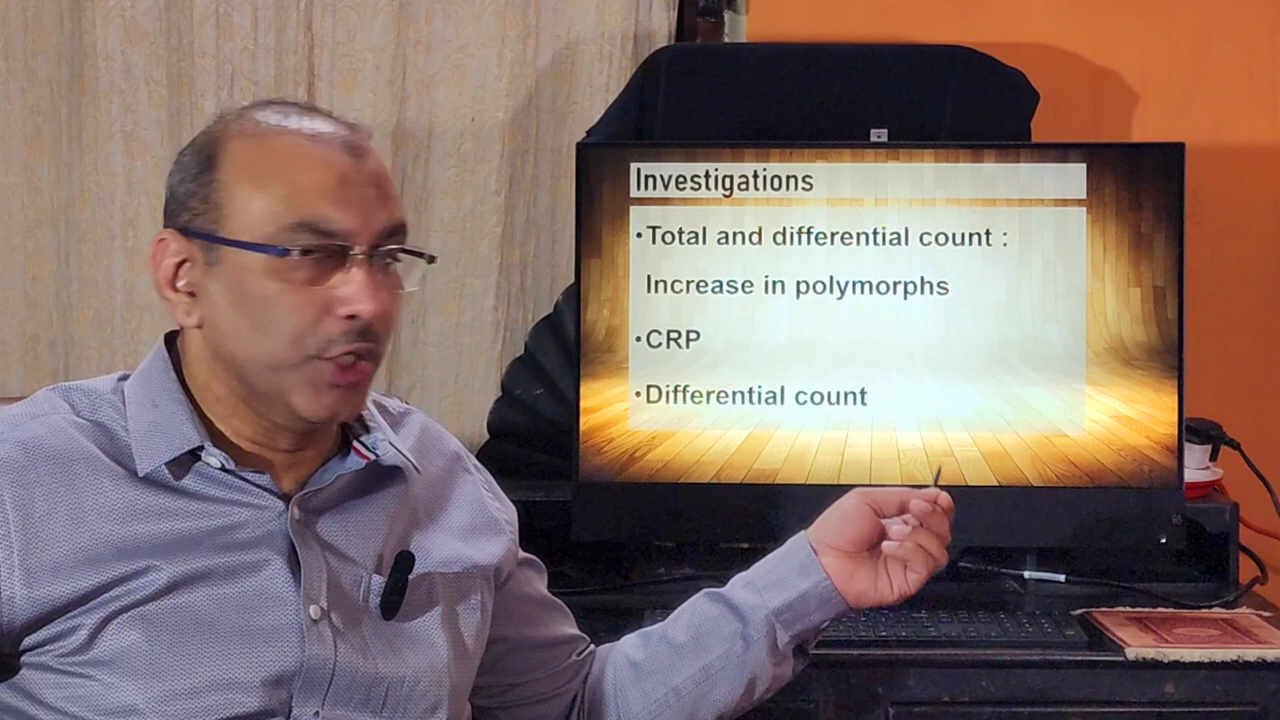 Investigations
•Total and differential count :
Increase in polymorphs
•CRP
•Differential count